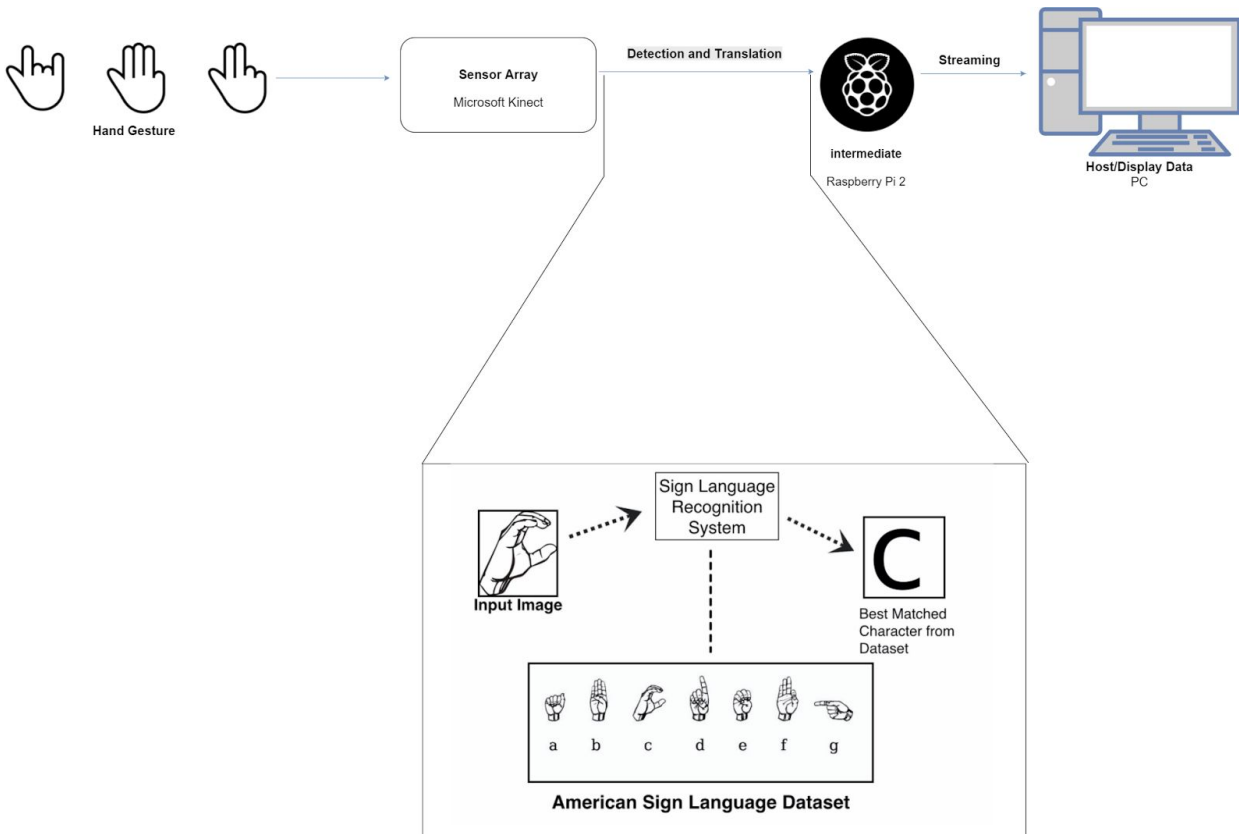 Hand Gesture
Sensor Array
Microsoft Kinect
Detection and Translation
intermediate
Raspberry Pi 2
Streaming
Host/Display Data
PC
Input Image
Sign Language
Recognition
System
C
Best Matched
Character from
Dataset
a b c d e f g
American Sign Language Dataset